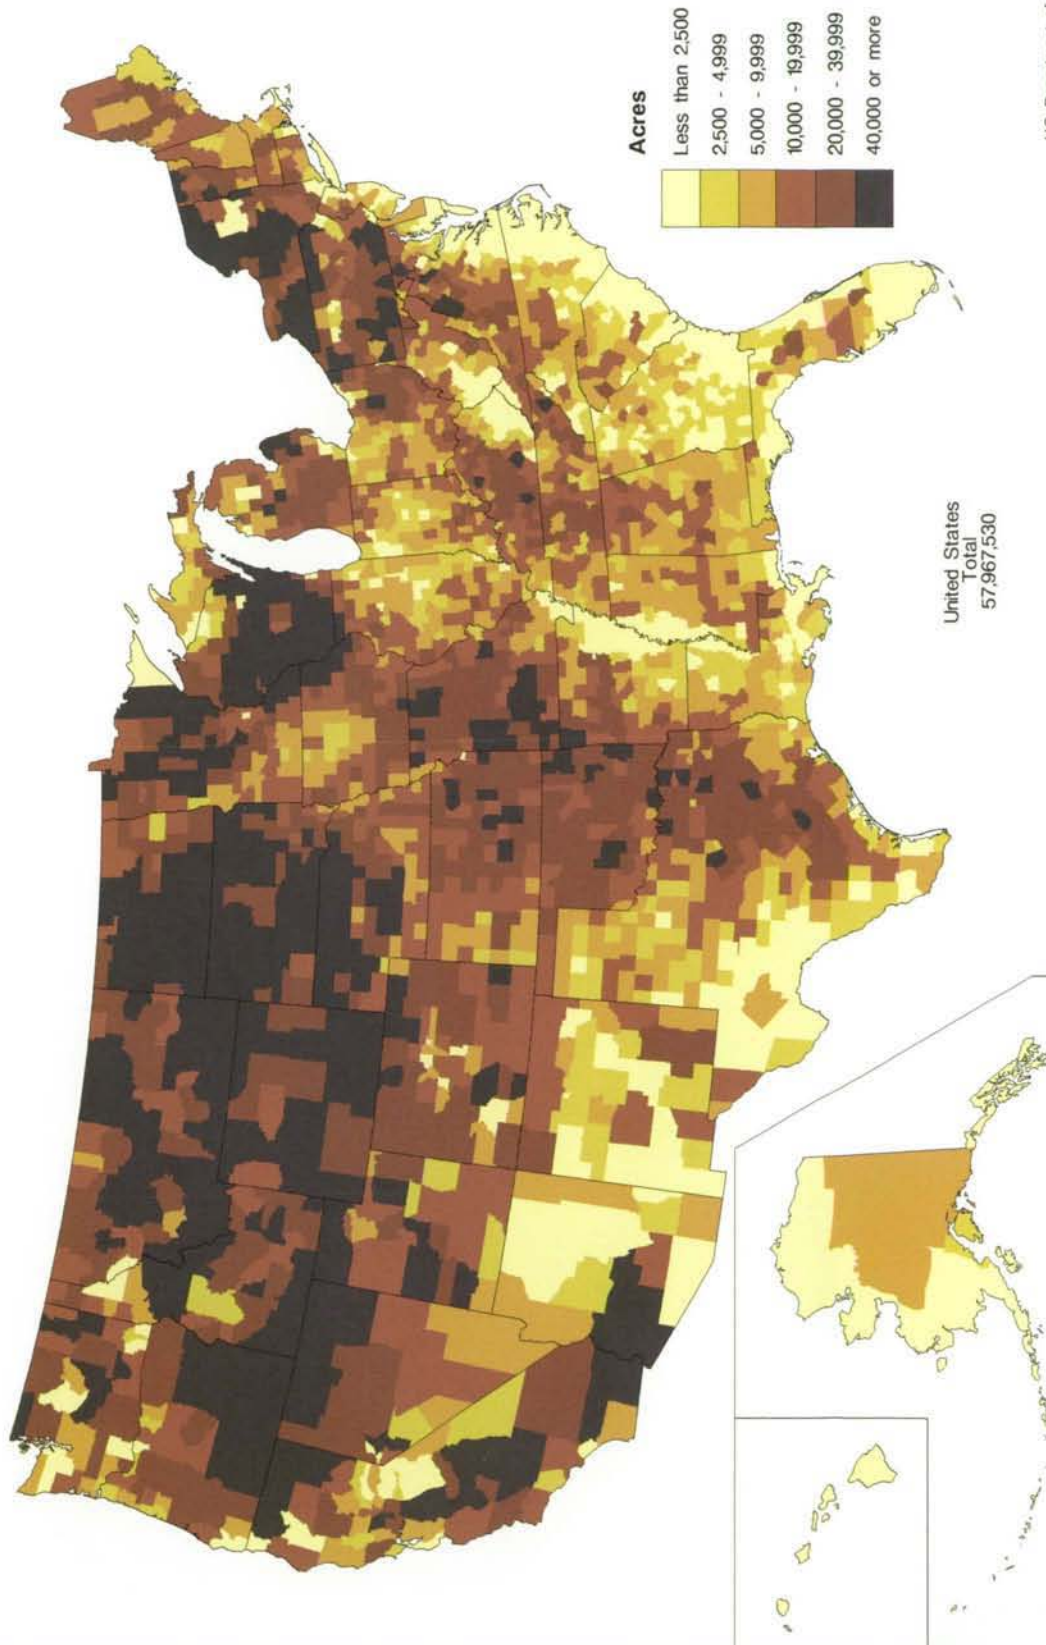 Acres
Less than 2,500
2,500 - 4,999
5,000 - 9,999
10,000 - 19,999
20,000 - 39,999
40,000 or more
United States
Total
57,967,530